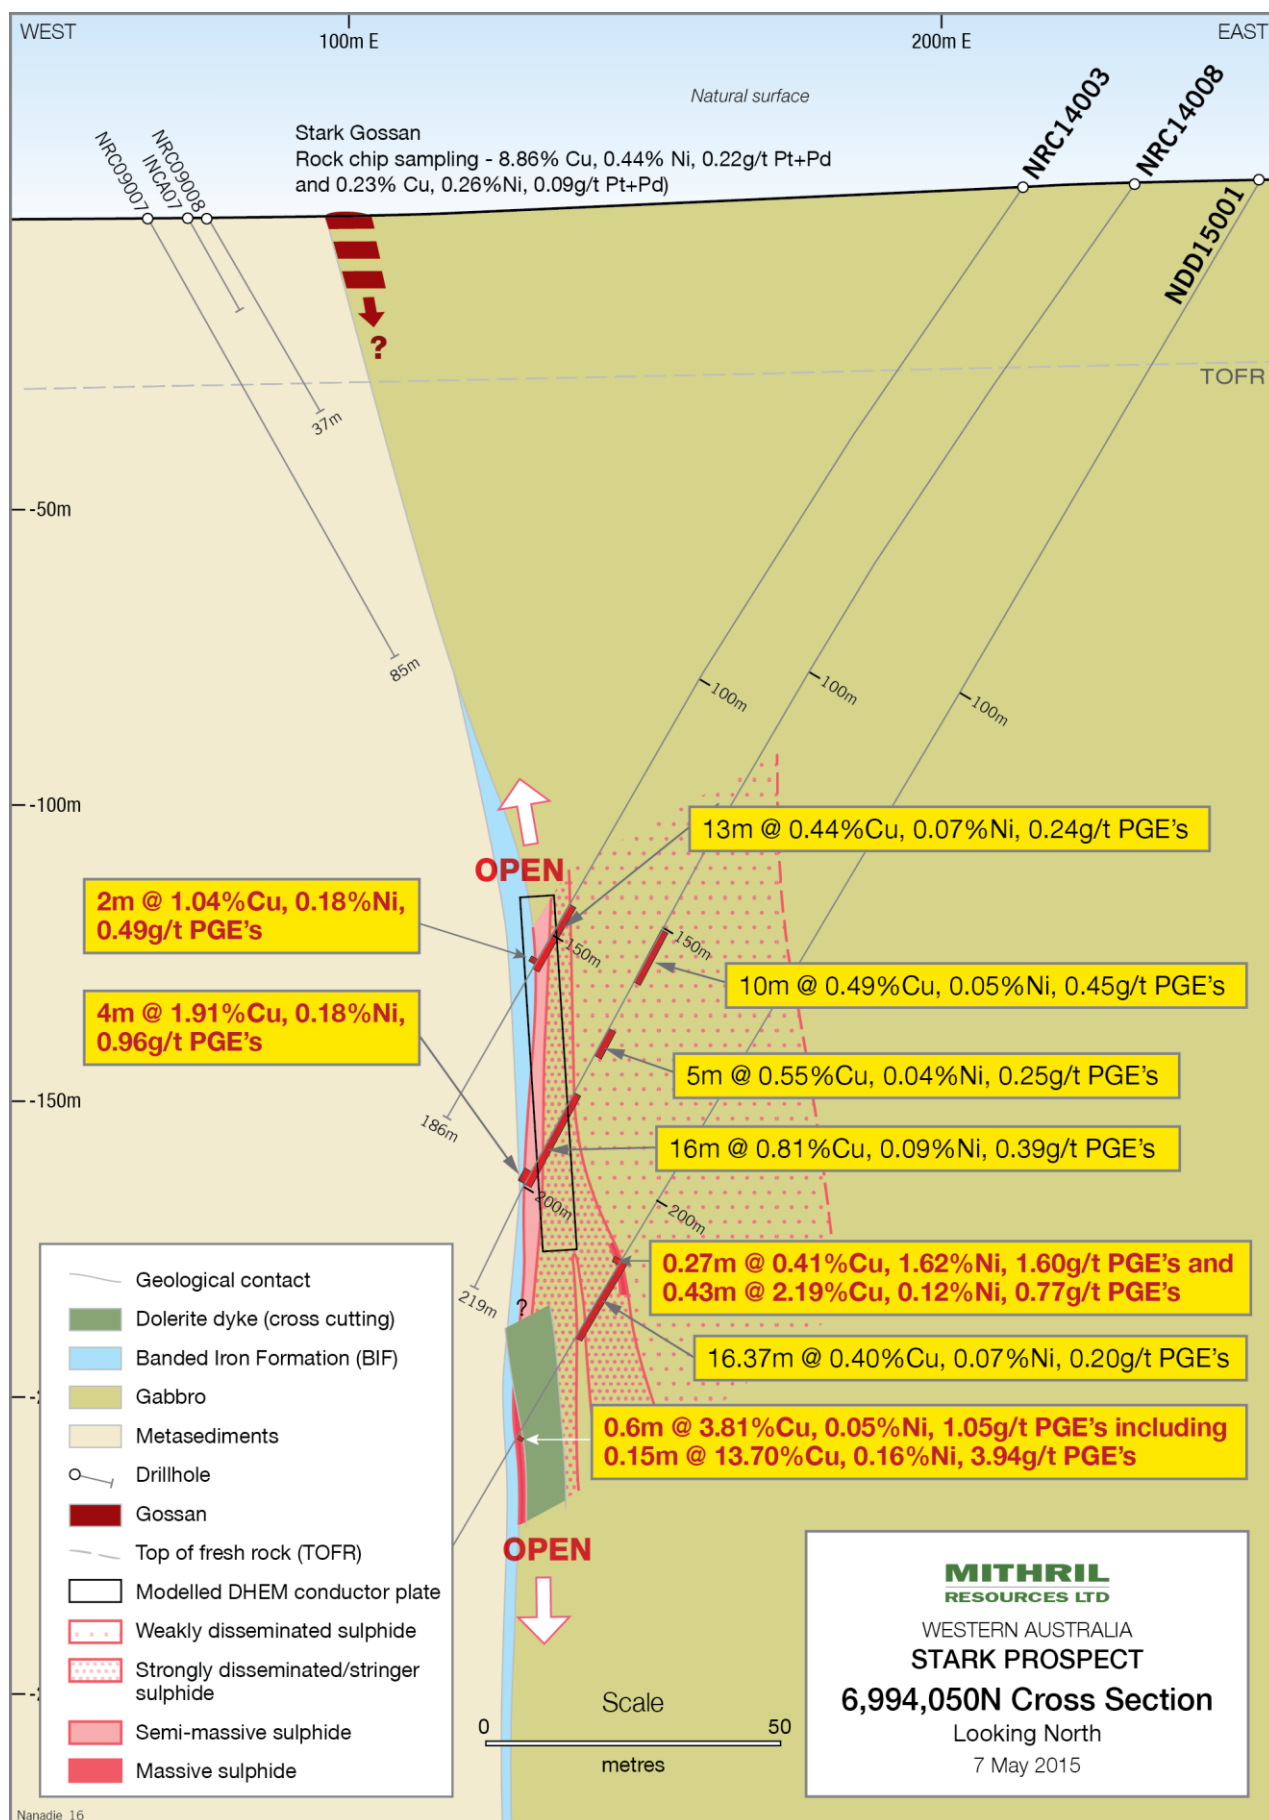 WEST
100m E
200m E
EAST
Natural surface
NRC14003
NRC14008
NDD15001
NRC09007
INCA07
NRC09008
Stark Gossan
Rock chip sampling - 8.86% Cu, 0.44% Ni, 0.22g/t Pt+Pd
and 0.23% Cu, 0.26%Ni, 0.09g/t Pt+Pd)
?
TOFR
37m
-50m
85m
100m
100m
100m
-100m
13m @ 0.44%Cu, 0.07%Ni, 0.24g/t PGE's
OPEN
2m @ 1.04%Cu, 0.18%Ni,
0.49g/t PGE's
150m
150m
10m @ 0.49%Cu, 0.05%Ni, 0.45g/t PGE's
4m @ 1.91%Cu, 0.18%Ni,
0.96g/t PGE's
5m @ 0.55%Cu, 0.04%Ni, 0.25g/t PGE's
-150m
186m
16m @ 0.81%Cu, 0.09%Ni, 0.39g/t PGE's
200m
200m
219m
?
0.27m @ 0.41%Cu, 1.62%Ni, 1.60g/t PGE's and
0.43m @ 2.19%Cu, 0.12%Ni, 0.77g/t PGE's
16.37m @ 0.40%Cu, 0.07%Ni, 0.20g/t PGE's
0.6m @ 3.81%Cu, 0.05%Ni, 1.05g/t PGE's including
0.15m @ 13.70%Cu, 0.16%Ni, 3.94g/t PGE's
OPEN
Geological contact
Dolerite dyke (cross cutting)
Banded Iron Formation (BIF)
Gabbro
Metasediments
Drillhole
Gossan
Top of fresh rock (TOFR)
Modelled DHEM conductor plate
Weakly disseminated sulphide
Strongly disseminated/stringer
sulphide
Semi-massive sulphide
Massive sulphide
Scale
0 50
metres
MITHRIL
RESOURCES LTD
WESTERN AUSTRALIA
STARK PROSPECT
6,994,050N Cross Section
Looking North
7 May 2015
Nanadie_16